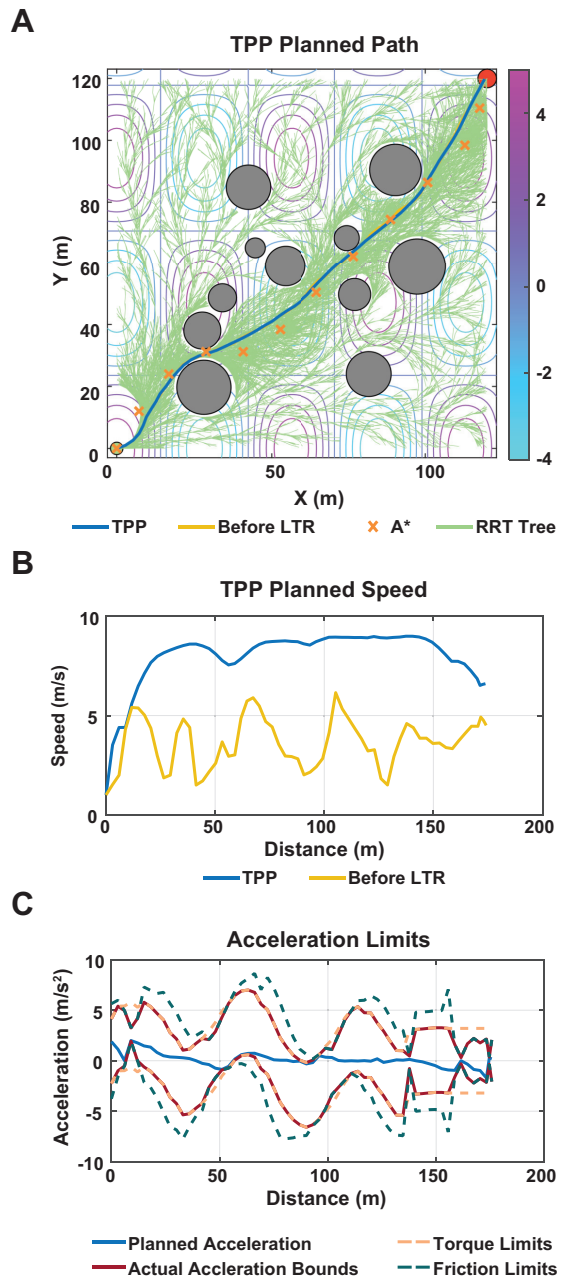 A
TPP Planned Path
120
100
80
60
40
20
0
Y (m)
0
50
100
X (m)
4
2
0
-2
-4
TPP
Before LTR
A*
RRT Tree
B
TPP Planned Speed
10
5
0
Speed (m/s)
0
50
100
150
200
Distance (m)
TPP
Before LTR
C
Acceleration Limits
10
5
0
-5
-10
Acceleration (m/s²)
0
50
100
150
200
Distance (m)
Planned Acceleration
Torque Limits
Actual Accleration Bounds
Friction Limits